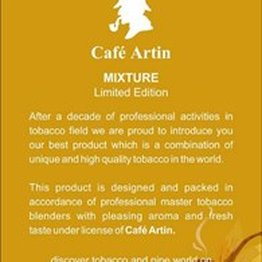 Café Artin
MIXTURE
Limited Edition
After a decade of professional activities in
tobacco field we are proud to introduce you
our best product which is a combination of
unique and high quality tobacco in the world.
This product is designed and packed in
accordance of professional master tobacco
blenders with pleasing aroma and fresh
taste under license of Café Artin.
discover tobacco and pipe world on